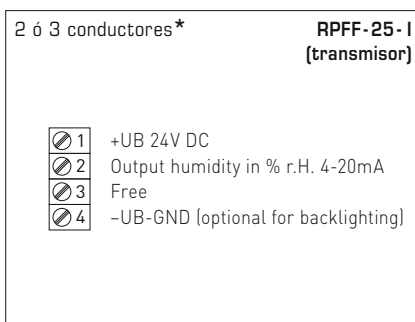 2 ó 3 conductores* RPFF-25-I
(transmisor)
1 +UB 24V DC
2 Output humidity in % r.H. 4-20mA
3 Free
4 –UB-GND (optional for backlighting)